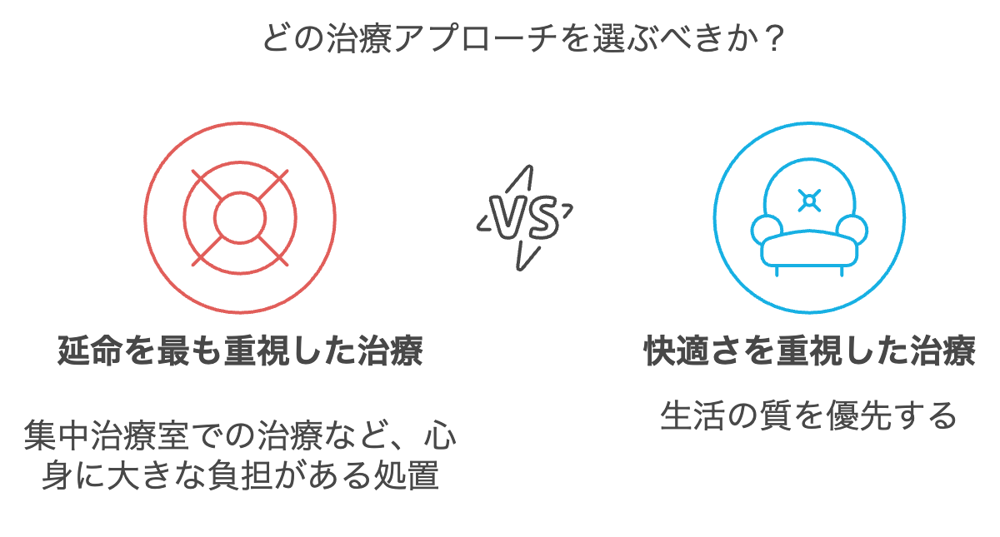 どの治療アプローチを選ぶべきか？
VS
延命を最も重視した治療
快適さを重視した治療
集中治療室での治療など、心
身に大きな負担がある処置
生活の質を優先する